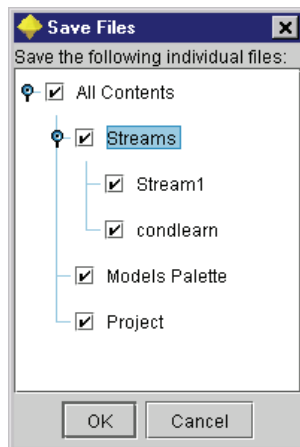 Save Files
Save the following individual files:
All Contents
Streams
Stream1
condlearn
Models Palette
Project
OK Cancel